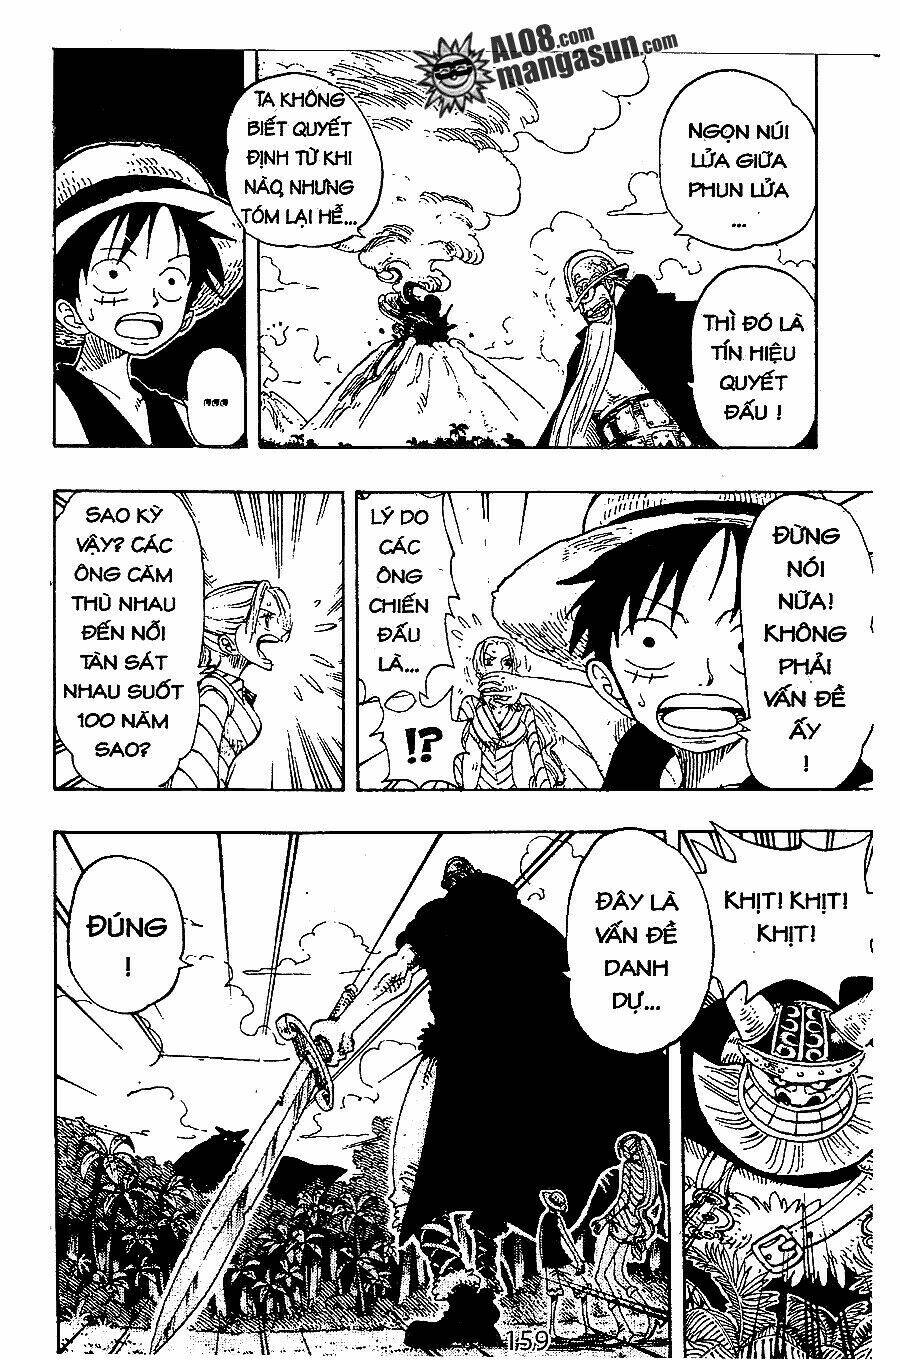 ALO8.com
mangasun.com
TA KHÔNG
BIẾT QUYẾT
ĐỊNH TỪ KHI
NÀO, NHƯNG
TÓM LẠI HỄ...
NGỌN NÚI
LỬA GIỮA
PHUN LỬA
...
THÌ ĐÓ LÀ
TÍN HIỆU
QUYẾT
ĐẤU !
....
SAO KỲ
VẬY? CÁC
ÔNG CĂM
THÙ NHAU
ĐẾN NỖI
TÀN SÁT
NHAU SUỐT
100 NĂM
SAO?
LÝ DO
CÁC
ÔNG
CHIẾN
ĐẤU
LÀ...
!?
ĐỪNG
NÓI
NỮA!
KHÔNG
PHẢI
VẤN ĐỀ
ẤY
!
ĐÚNG
!
ĐÂY LÀ
VẤN ĐỀ
DANH
DỰ...
KHỊT! KHỊT!
KHỊT!
159